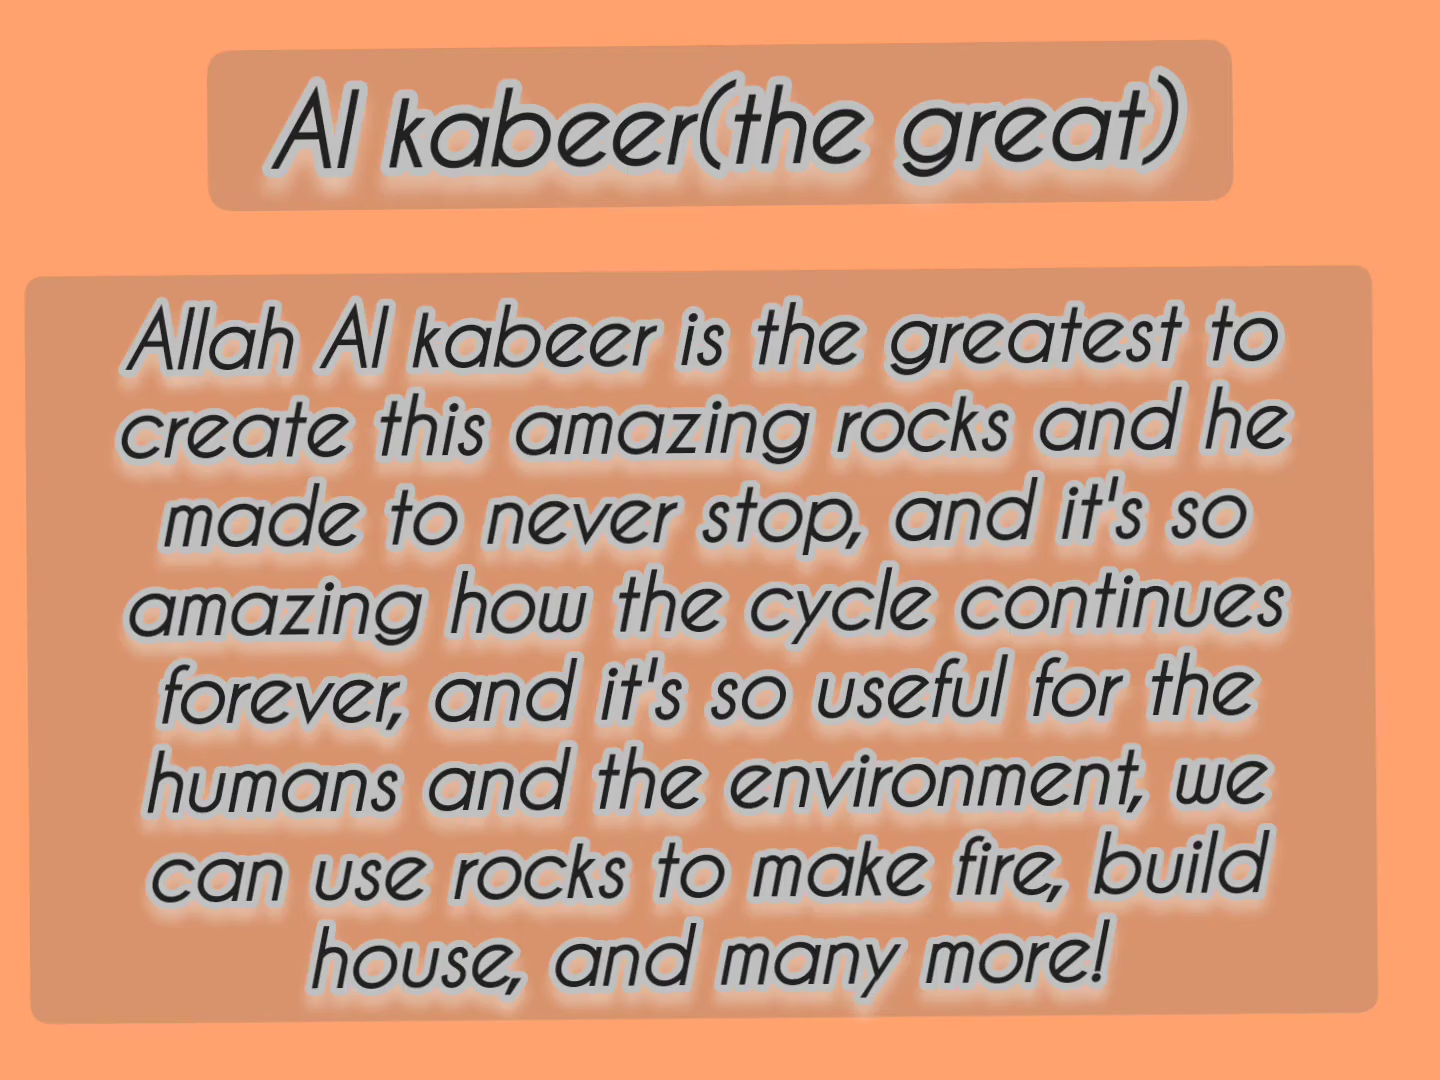 Al kabeer(the great)
Allah Al kabeer is the greatest to
create this amazing rocks and he
made to never stop, and it's so
amazing how the cycle continues
forever, and it's so useful for the
humans and the environment, we
can use rocks to make fire, build
house, and many more!